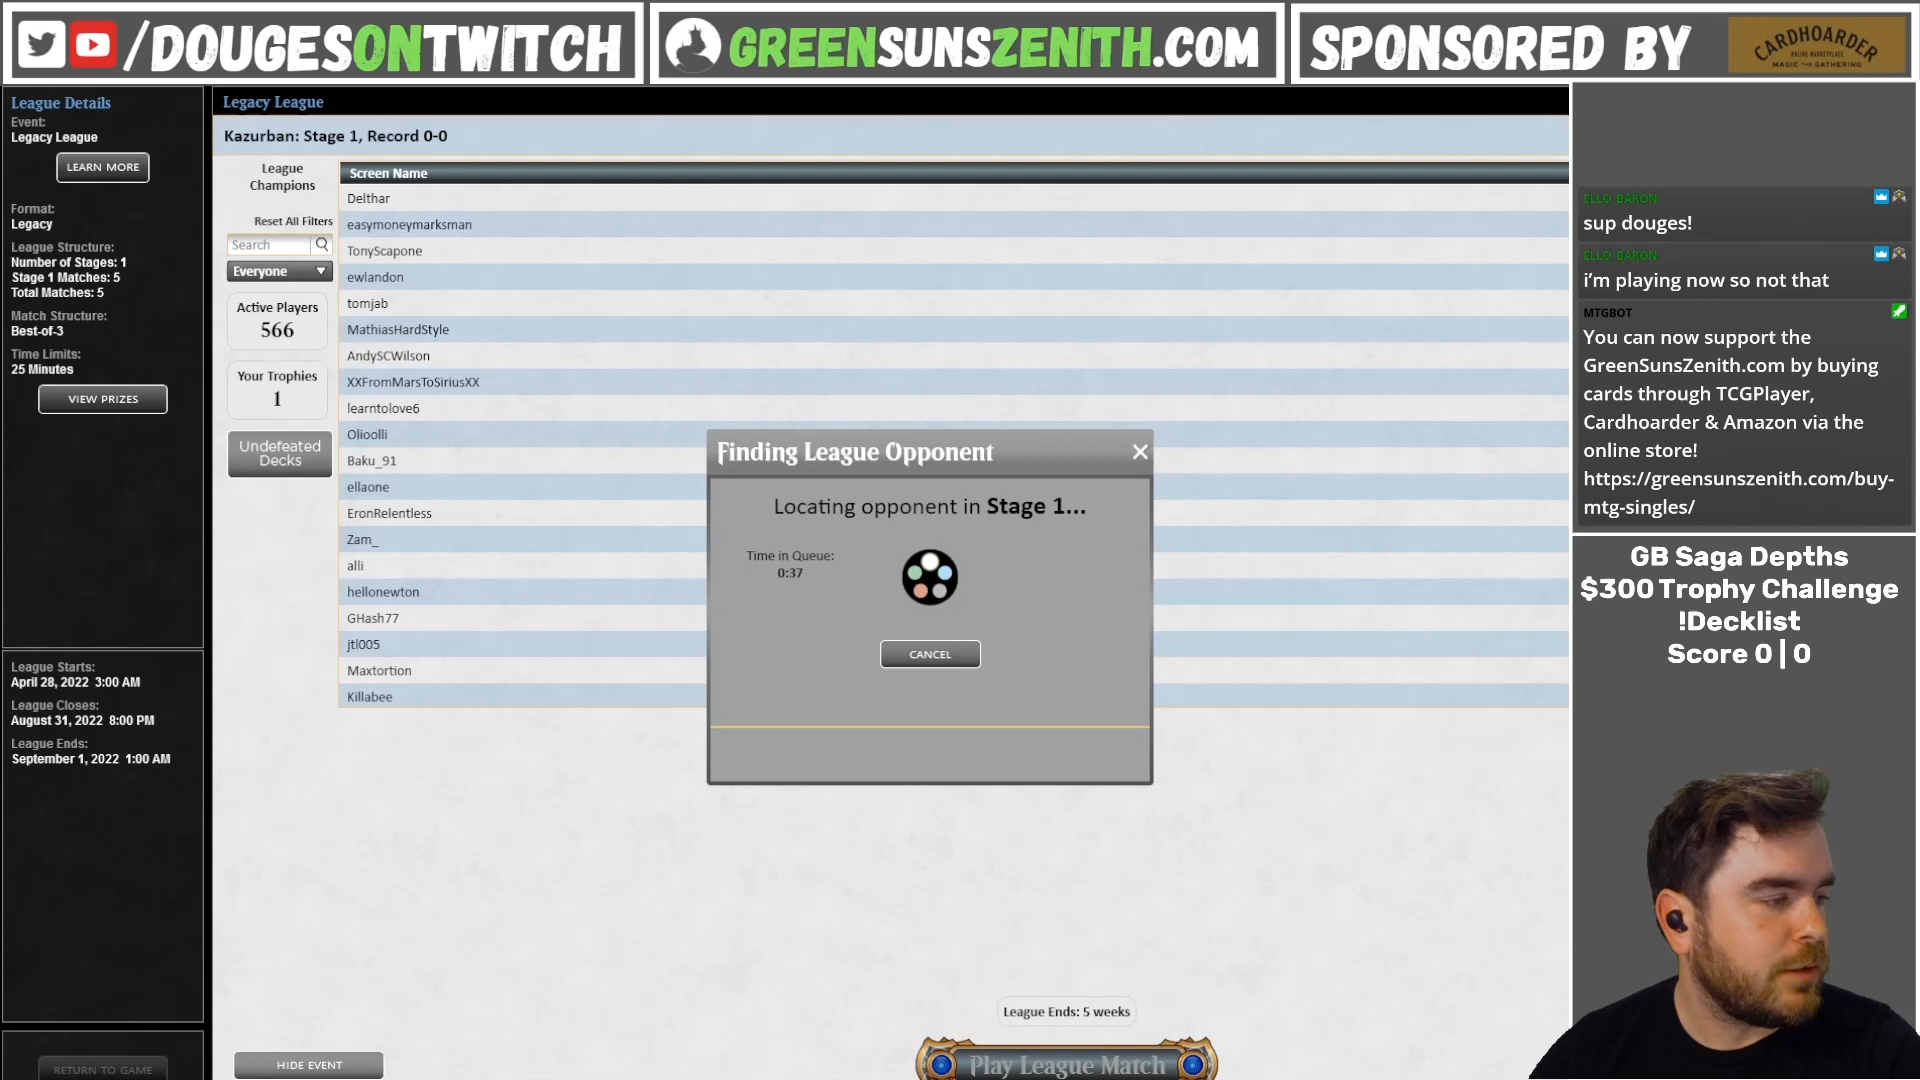 /DOUGESONTWITCH
GREENSUNSZENITH.COM
SPONSORED BY
CARDHOARDER
ONLINE MARKETPLACE
MAGIC THE GATHERING
League Details
Event:
Legacy League
LEARN MORE
Format:
Legacy
League Structure:
Number of Stages: 1
Stage 1 Matches: 5
Total Matches: 5
Match Structure:
Best-of-3
Time Limits:
25 Minutes
VIEW PRIZES
League Starts:
April 28, 2022 3:00 AM
League Closes:
August 31, 2022 8:00 PM
League Ends:
September 1, 2022 1:00 AM
RETURN TO GAME
Legacy League
Kazurban: Stage 1, Record 0-0
League
Champions
Reset All Filters
Search
Everyone
Active Players
566
Your Trophies
1
Undefeated
Decks
Screen Name
Delthar
easymoneymarksman
TonyScapone
ewlandon
tomjab
MathiasHardStyle
AndySCWilson
XXFromMarsToSiriusXX
learntolove6
Olioolli
Baku_91
ellaone
EronRelentless
Zam_
alli
hellonewton
GHash77
jtl005
Maxtortion
Killabee
Finding League Opponent
Locating opponent in Stage 1...
Time in Queue:
0:37
CANCEL
League Ends: 5 weeks
HIDE EVENT
Play League Match
ELLO_BARON
sup douges!
ELLO_BARON
i'm playing now so not that
MTGBOT
You can now support the
GreenSunsZenith.com by buying
cards through TCGPlayer,
Cardhoarder & Amazon via the
online store!
https://greensunszenith.com/buy-
mtg-singles/
GB Saga Depths
$300 Trophy Challenge
!Decklist
Score 0 | 0